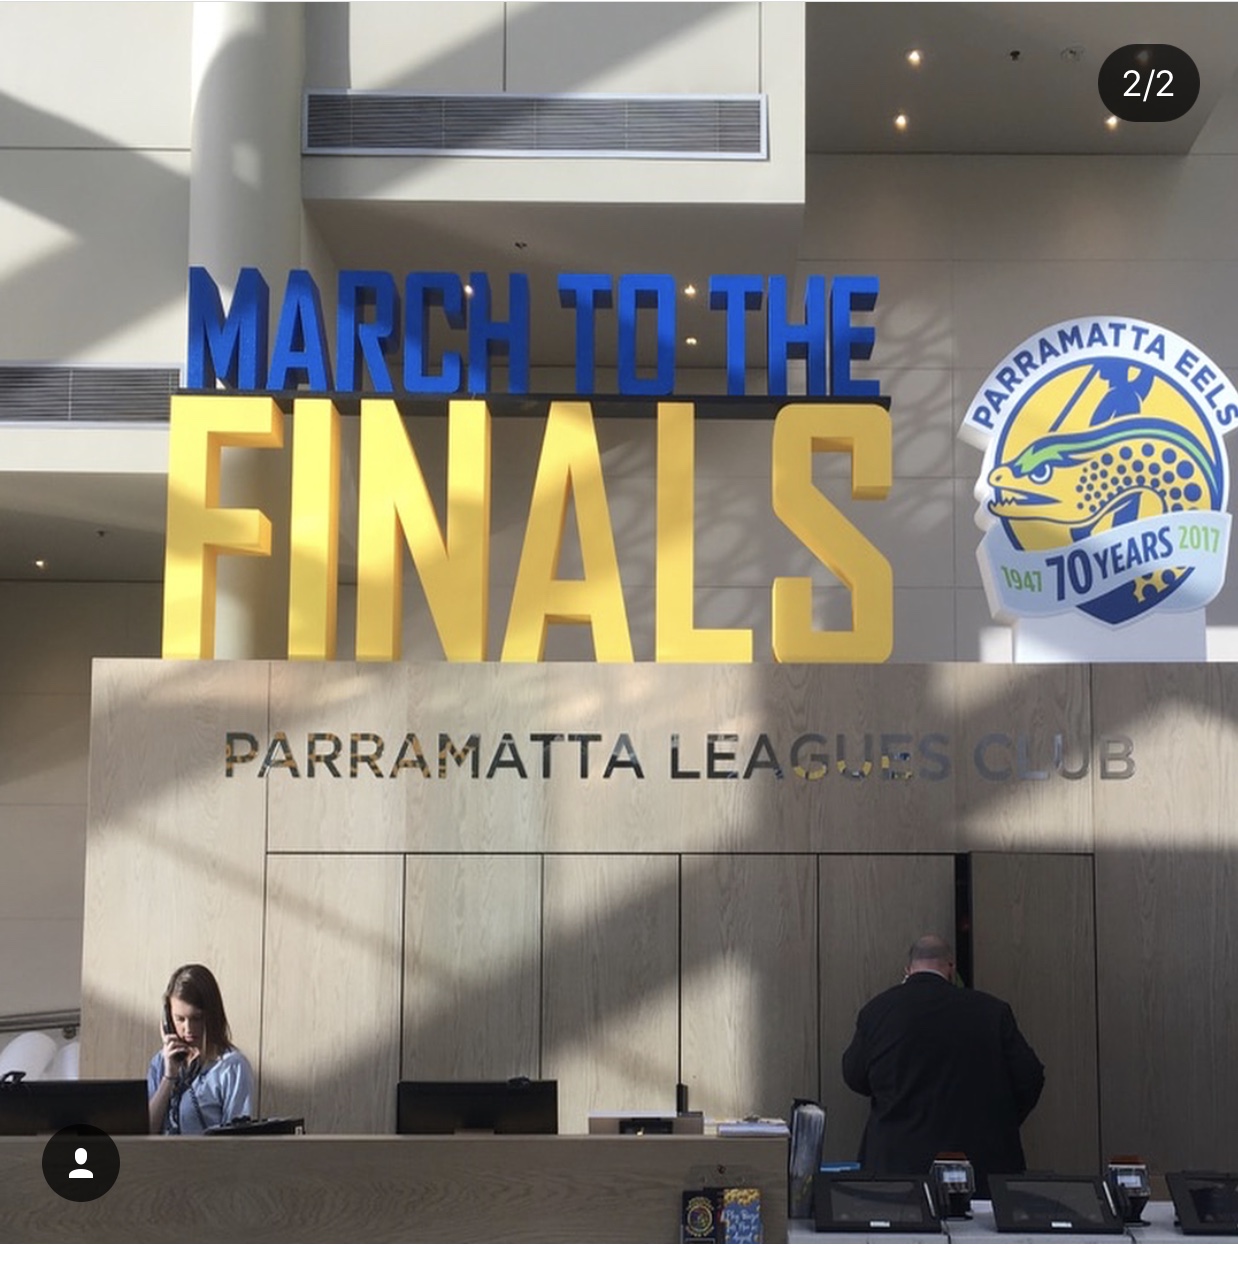 2/2
MARCH TO THE
FINALS
PARRAMATTA EELS
1947 70 YEARS 2017
PARRAMATTA LEAGUES CLUB